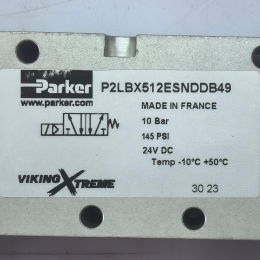 Parker P2LBX512ESNDDB49
www.parker.com
MADE IN FRANCE
10 Bar
145 PSI
24V DC
Temp -10°C +50°C
VIKING XTREME
30 23